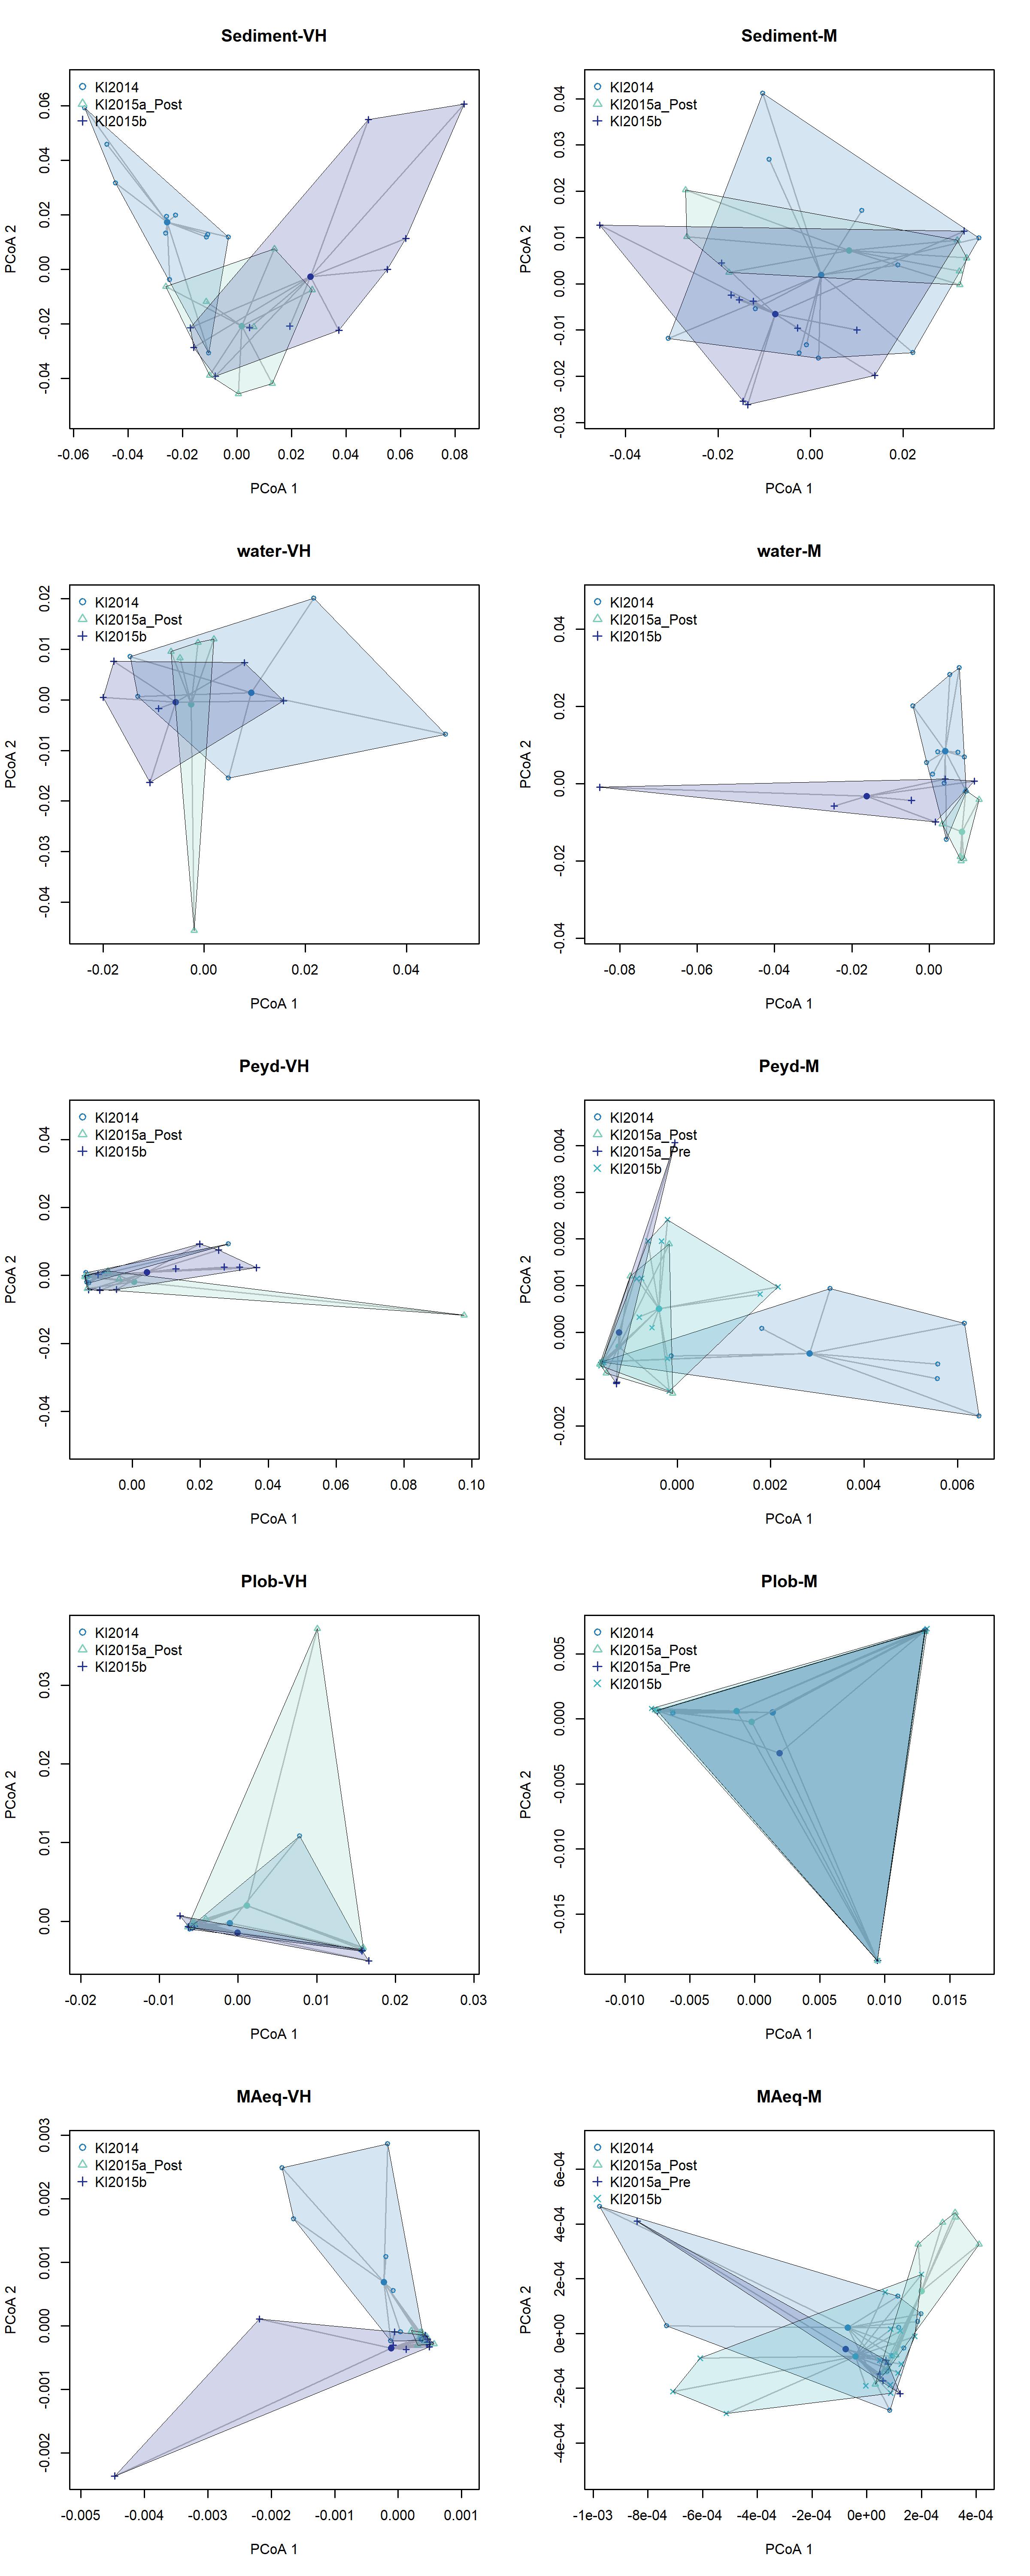 Sediment-VH
KI2014
KI2015a_Post
KI2015b
PCoA 2
0.06
0.04
0.02
0.00
-0.02
-0.04
-0.06 -0.04 -0.02 0.00 0.02 0.04 0.06 0.08
PCoA 1
Sediment-M
KI2014
KI2015a_Post
KI2015b
PCoA 2
0.04
0.03
0.02
0.01
0.00
-0.01
-0.02
-0.03
-0.04 -0.02 0.00 0.02
PCoA 1
water-VH
KI2014
KI2015a_Post
KI2015b
PCoA 2
0.02
0.01
0.00
-0.01
-0.02
-0.03
-0.04
-0.02 0.00 0.02 0.04
PCoA 1
water-M
KI2014
KI2015a_Post
KI2015b
PCoA 2
0.04
0.02
0.00
-0.02
-0.04
-0.08 -0.06 -0.04 -0.02 0.00
PCoA 1
Peyd-VH
KI2014
KI2015a_Post
KI2015b
PCoA 2
0.04
0.02
0.00
-0.02
-0.04
0.00 0.02 0.04 0.06 0.08 0.10
PCoA 1
Peyd-M
KI2014
KI2015a_Post
KI2015a_Pre
KI2015b
PCoA 2
0.004
0.003
0.002
0.001
0.000
-0.002
0.000 0.002 0.004 0.006
PCoA 1
Plob-VH
KI2014
KI2015a_Post
KI2015b
PCoA 2
0.03
0.02
0.01
0.00
-0.02 -0.01 0.00 0.01 0.02 0.03
PCoA 1
Plob-M
KI2014
KI2015a_Post
KI2015a_Pre
KI2015b
PCoA 2
0.005
0.000
-0.005
-0.010
-0.015
-0.010 -0.005 0.000 0.005 0.010 0.015
PCoA 1
MAeq-VH
KI2014
KI2015a_Post
KI2015b
PCoA 2
0.003
0.002
0.001
0.000
-0.001
-0.002
-0.005 -0.004 -0.003 -0.002 -0.001 0.000 0.001
PCoA 1
MAeq-M
KI2014
KI2015a_Post
KI2015a_Pre
KI2015b
PCoA 2
6e-04
4e-04
2e-04
0e+00
-2e-04
-4e-04
-1e-03 -8e-04 -6e-04 -4e-04 -2e-04 0e+00 2e-04 4e-04
PCoA 1